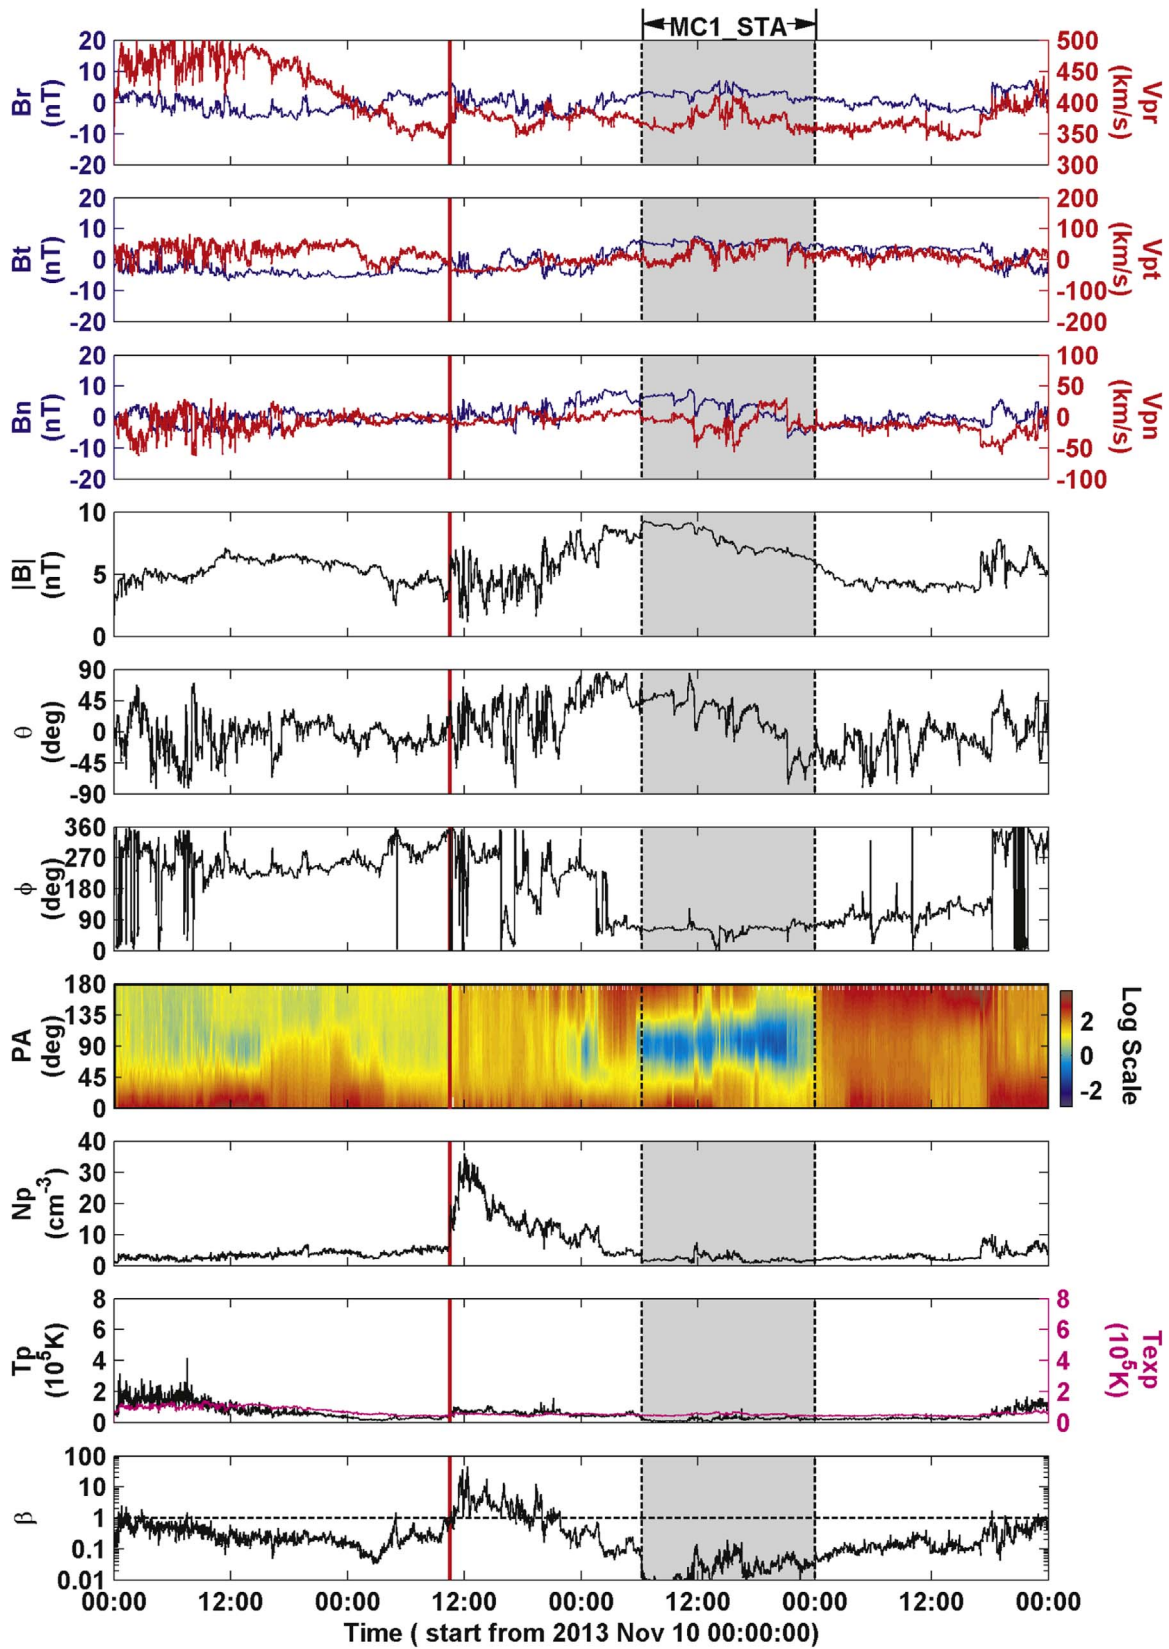 MC1_STA
20
10
0
-10
-20
Br
(nT)
500
450
400
350
300
Vpr
(km/s)
20
10
0
-10
-20
Bt
(nT)
200
100
0
-100
-200
Vpt
(km/s)
20
10
0
-10
-20
Bn
(nT)
100
50
0
-50
-100
Vpn
(km/s)
10
5
0
|B|
(nT)
90
45
0
-45
-90
θ
(deg)
360
270
180
90
0
ϕ
(deg)
180
135
90
45
0
PA
(deg)
2
0
-2
Log Scale
40
30
20
10
0
Np
(cm-3)
8
6
4
2
0
Tp
(105K)
8
6
4
2
0
Texp
(105K)
100
10
1
0.1
0.01
β
00:00 12:00 00:00 12:00 00:00 12:00 00:00 12:00 00:00
Time ( start from 2013 Nov 10 00:00:00)